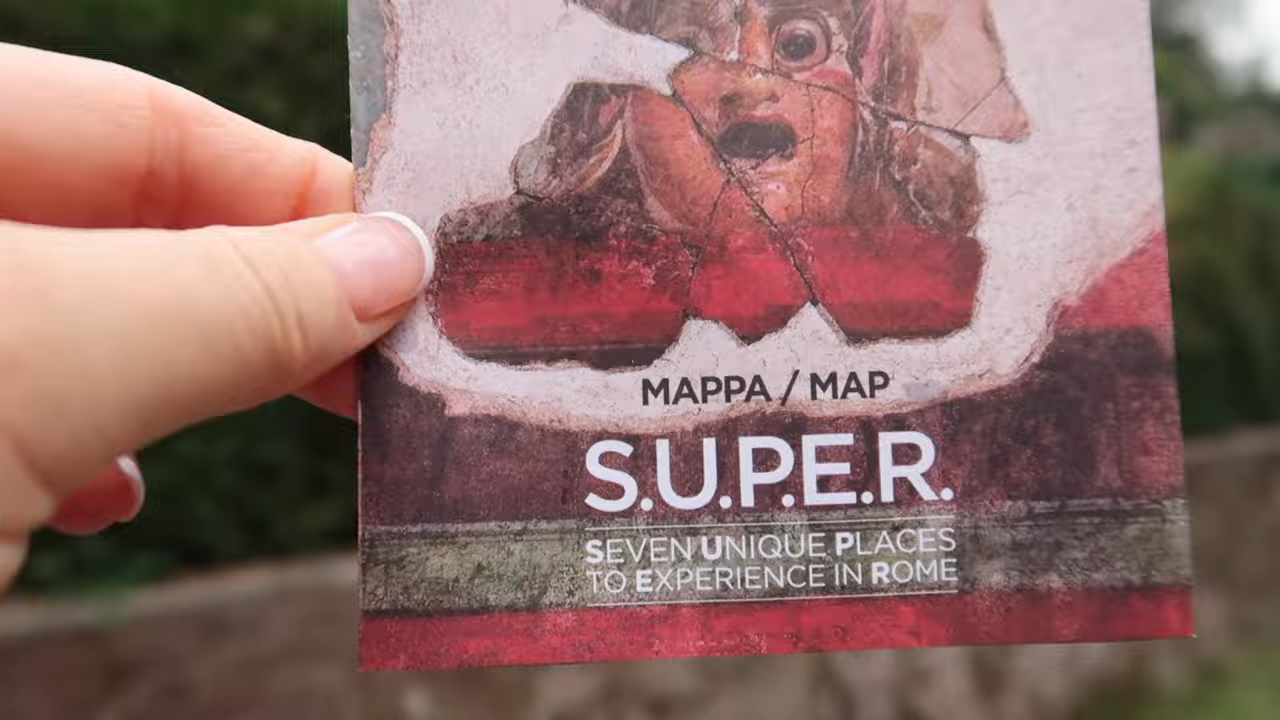 MAPPA / MAP
S.U.P.E.R.
SEVEN UNIQUE PLACES
TO EXPERIENCE IN ROME